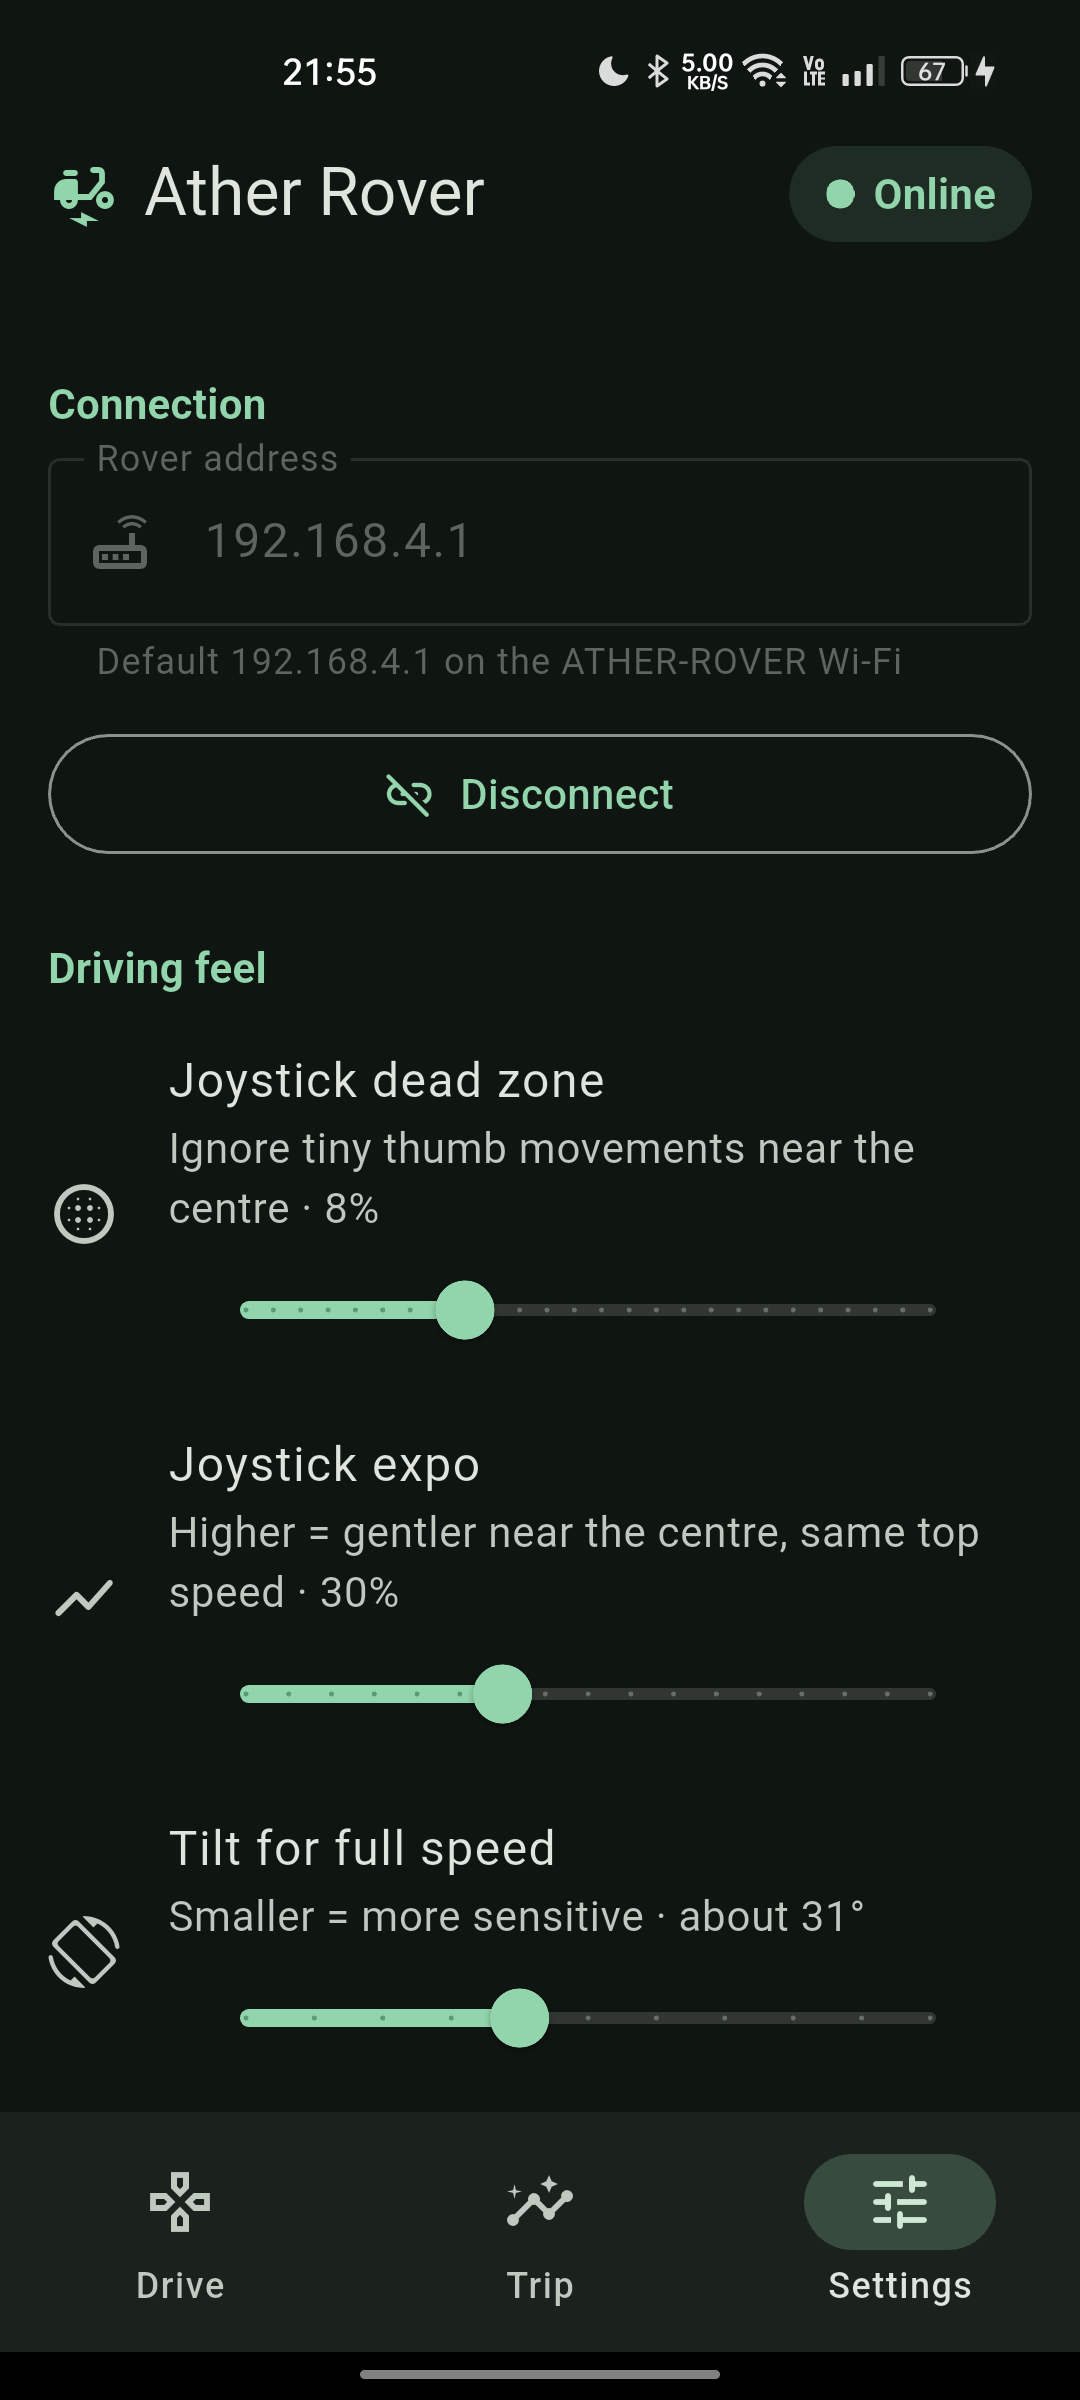 21:55
5.00
KB/S
Vo
LTE
67
Ather Rover
Online
Connection
Rover address
192.168.4.1
Default 192.168.4.1 on the ATHER-ROVER Wi-Fi
Disconnect
Driving feel
Joystick dead zone
Ignore tiny thumb movements near the
centre · 8%
Joystick expo
Higher = gentler near the centre, same top
speed · 30%
Tilt for full speed
Smaller = more sensitive · about 31°
Drive
Trip
Settings